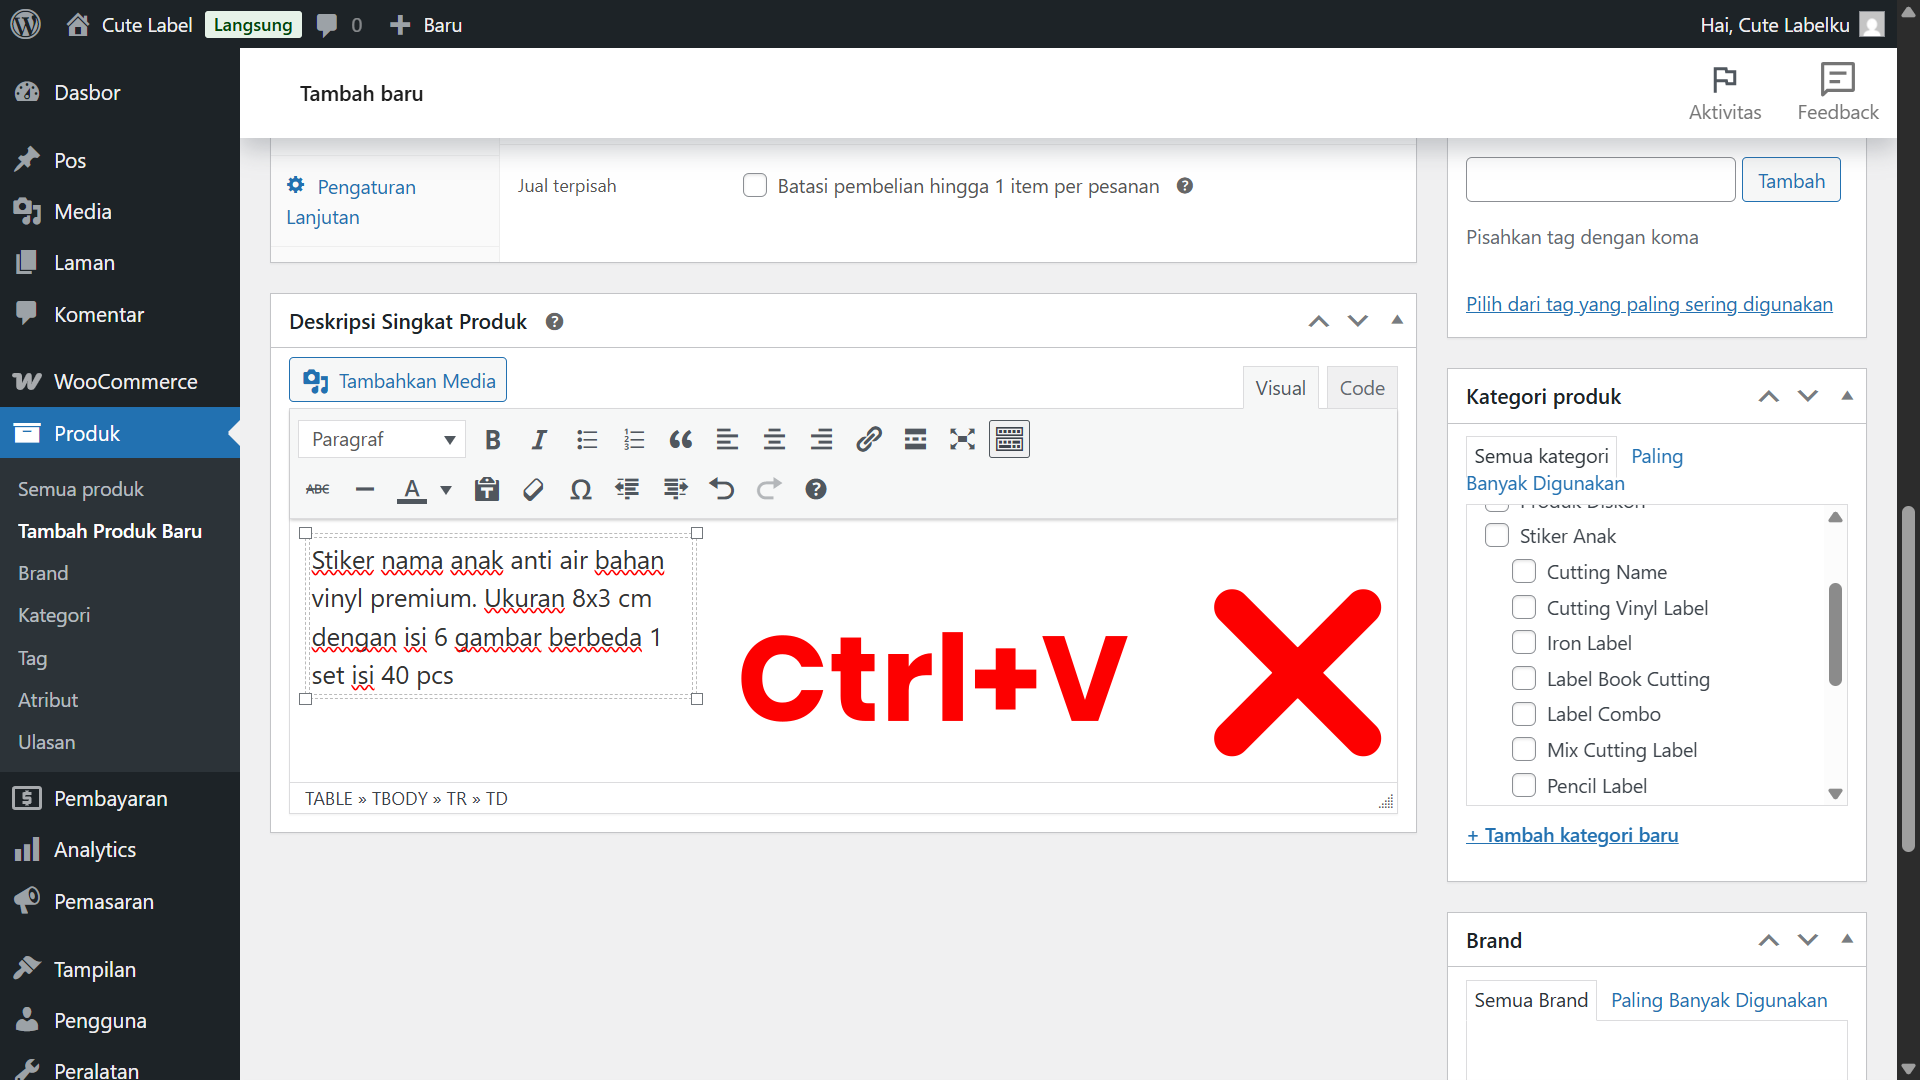 Cute Label
Langsung
0
Baru
Hai, Cute Labelku
Dasbor
Pos
Media
Laman
Komentar
WooCommerce
Produk
Semua produk
Tambah Produk Baru
Brand
Kategori
Tag
Atribut
Ulasan
Pembayaran
Analytics
Pemasaran
Tampilan
Pengguna
Peralatan
Tambah baru
Aktivitas
Feedback
Pengaturan
Lanjutan
Jual terpisah
Batasi pembelian hingga 1 item per pesanan
Deskripsi Singkat Produk
Tambahkan Media
Visual
Code
Paragraf
ABC
Stiker nama anak anti air bahan
vinyl premium. Ukuran 8x3 cm
dengan isi 6 gambar berbeda 1
set isi 40 pcs
Ctrl+V
TABLE » TBODY » TR » TD
Tambah
Pisahkan tag dengan koma
Pilih dari tag yang paling sering digunakan
Kategori produk
Semua kategori
Paling
Banyak Digunakan
Produk Diskon
Stiker Anak
Cutting Name
Cutting Vinyl Label
Iron Label
Label Book Cutting
Label Combo
Mix Cutting Label
Pencil Label
+ Tambah kategori baru
Brand
Semua Brand
Paling Banyak Digunakan